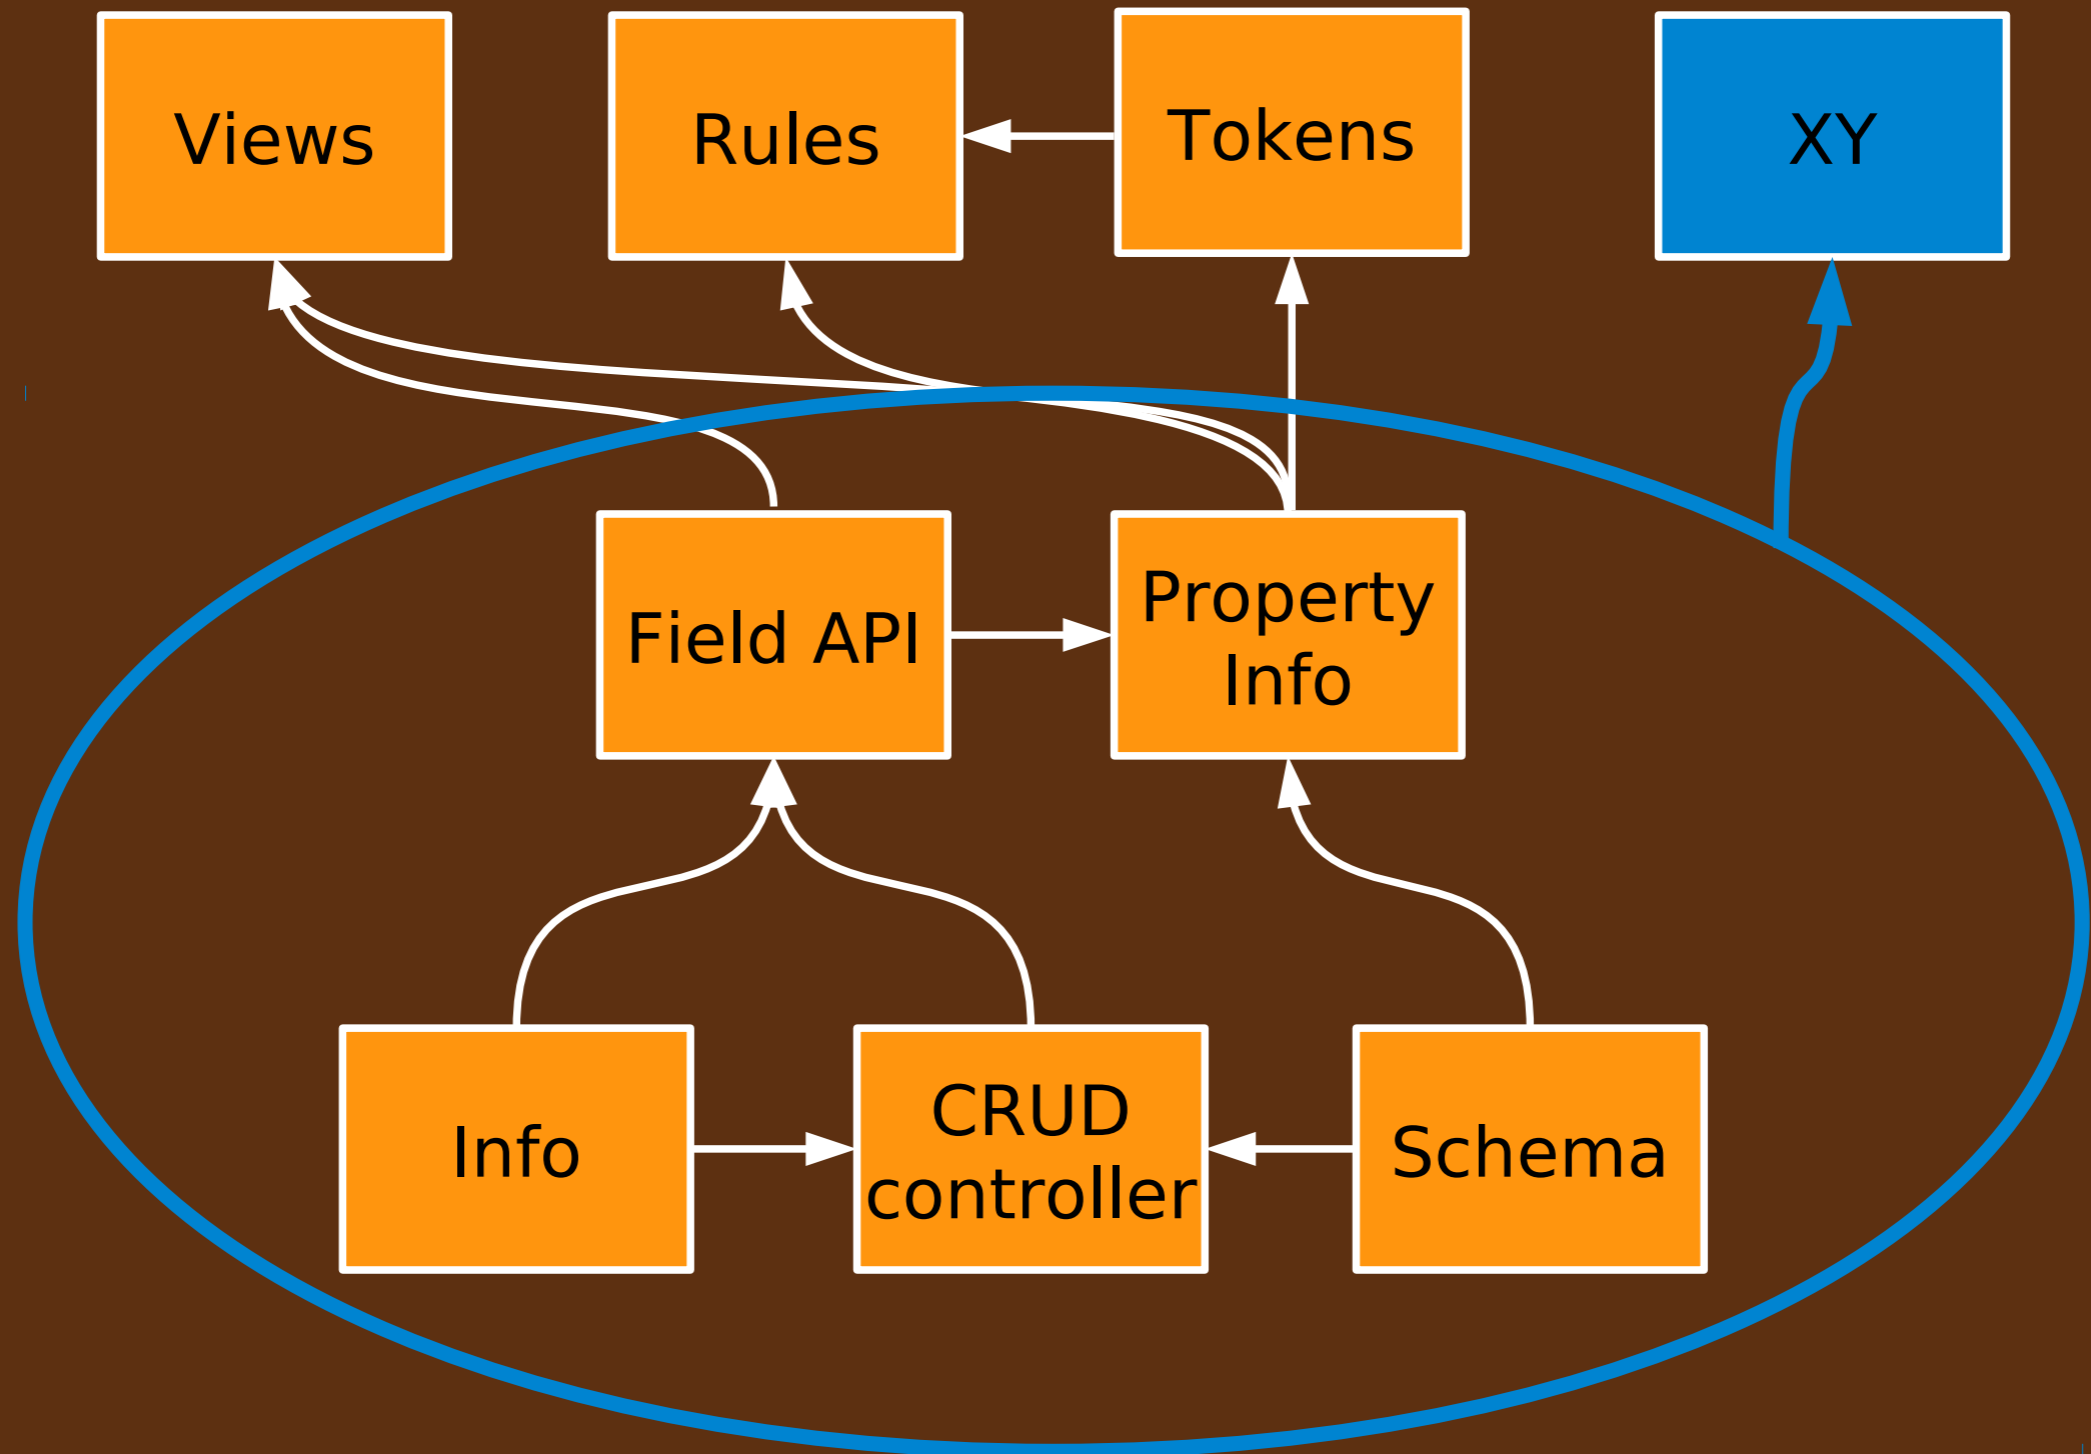 Views
Rules
Tokens
XY
Field API
Property
Info
Info
CRUD
controller
Schema